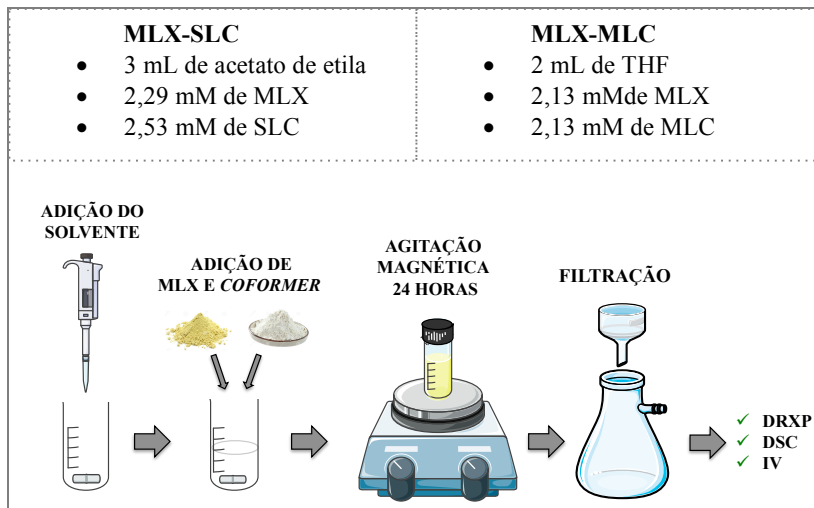 MLX-SLC
• 3 mL de acetato de etila
• 2,29 mM de MLX
• 2,53 mM de SLC
MLX-MLC
• 2 mL de THF
• 2,13 mMde MLX
• 2,13 mM de MLC
ADIÇÃO DO
SOLVENTE
ADIÇÃO DE
MLX E COFORMER
AGITAÇÃO
MAGNÉTICA
24 HORAS
FILTRAÇÃO
✓ DRXP
✓ DSC
✓ IV